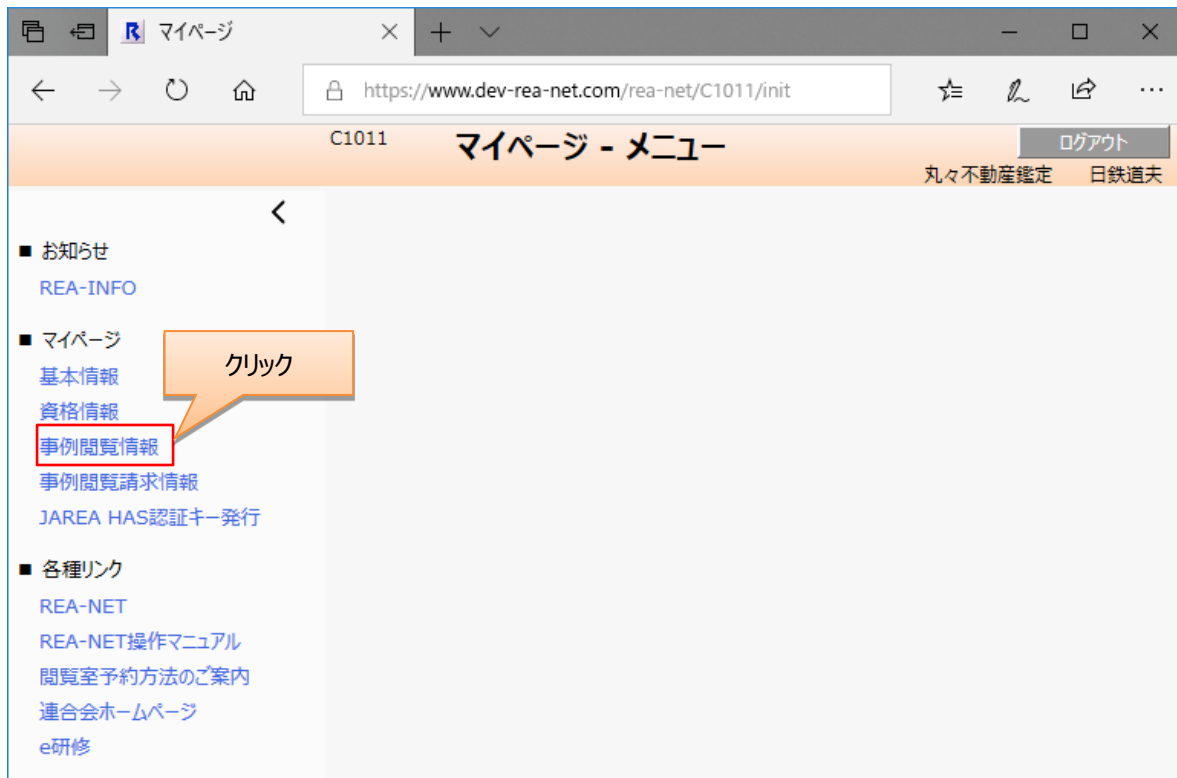 マイページ
https://www.dev-rea-net.com/rea-net/C1011/init
C1011 マイページ - メニュー ログアウト
丸々不動産鑑定 日鉄道夫
■ お知らせ
REA-INFO
■ マイページ
クリック
基本情報
資格情報
事例閲覧情報
事例閲覧請求情報
JAREA HAS認証キー発行
■ 各種リンク
REA-NET
REA-NET操作マニュアル
閲覧室予約方法のご案内
連合会ホームページ
e研修